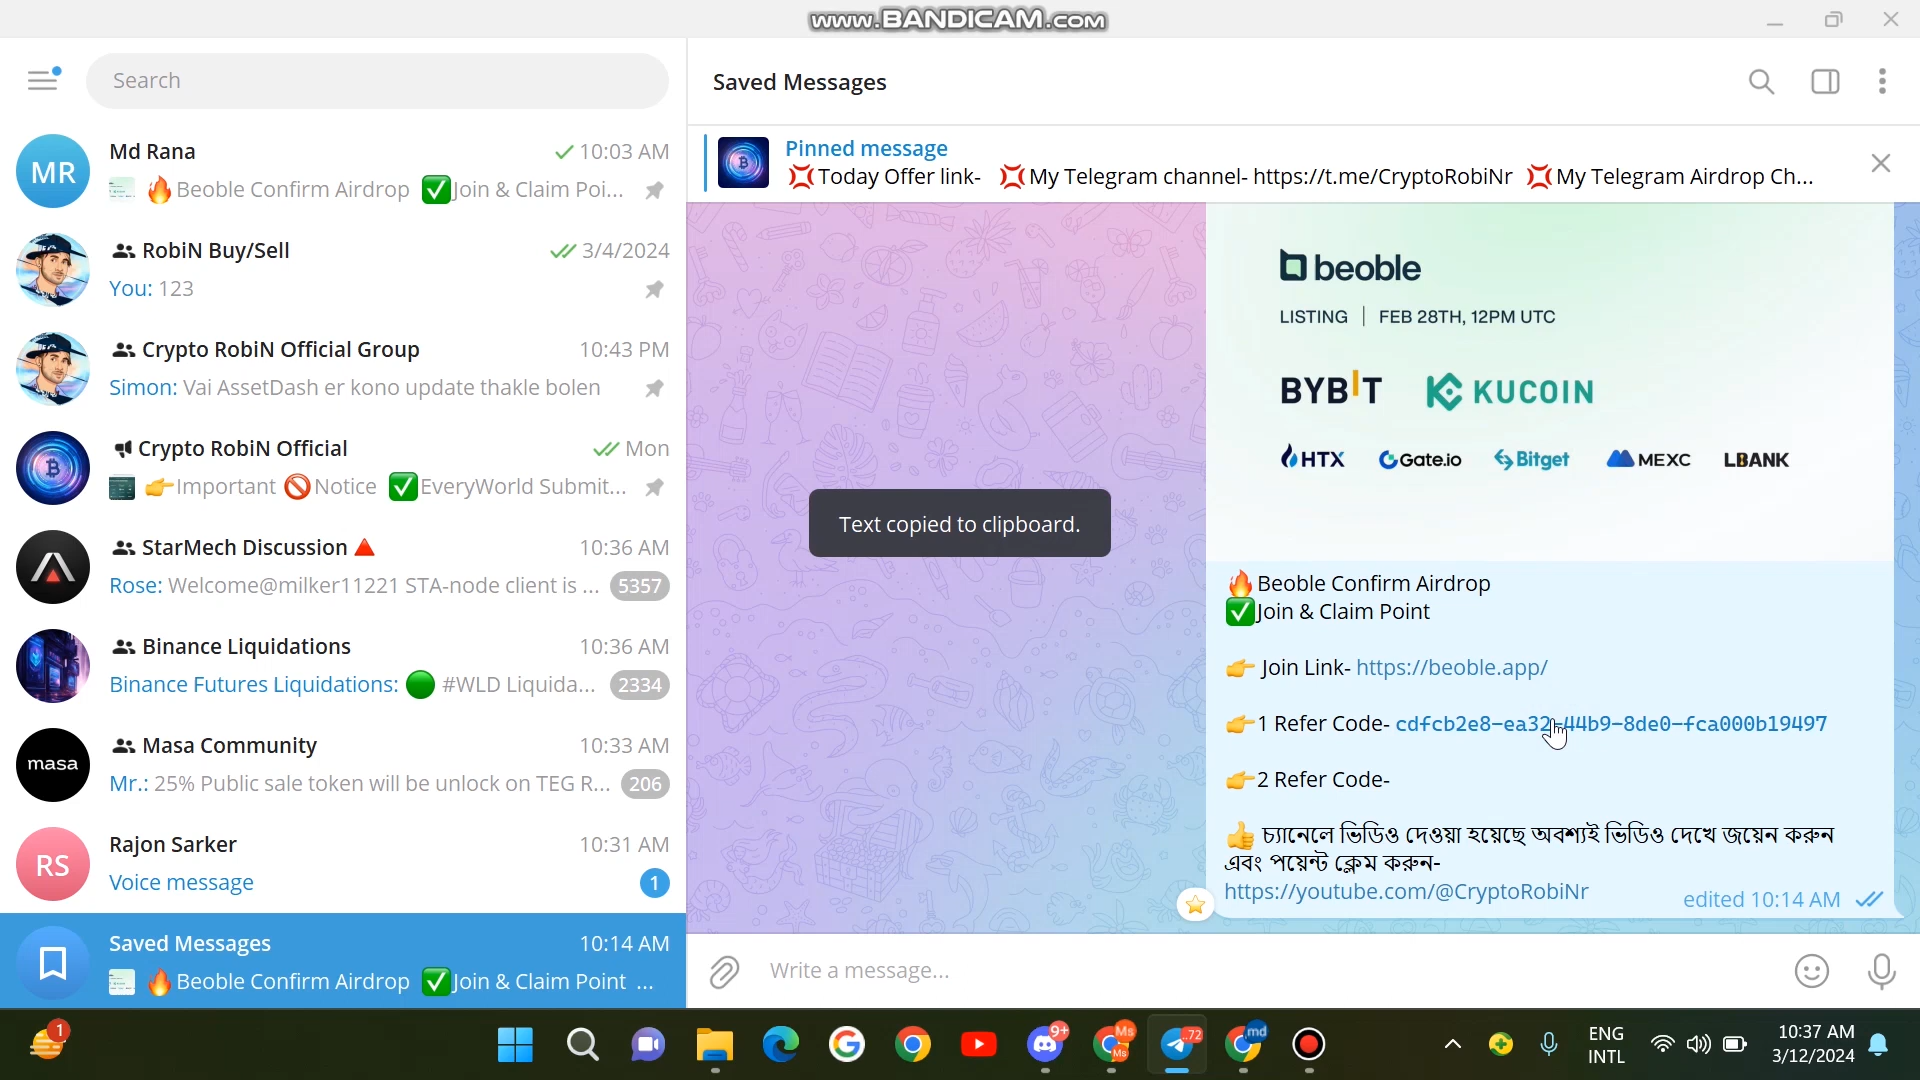 www.BANDICAM.com
Search
Saved Messages
Pinned message
💢Today Offer link- 💢My Telegram channel- https://t.me/CryptoRobiNr 💢My Telegram Airdrop Ch...
MR
Md Rana
10:03 AM
🔥Beoble Confirm Airdrop ✅Join & Claim Poi...
RobiN Buy/Sell
3/4/2024
You: 123
Crypto RobiN Official Group
10:43 PM
Simon: Vai AssetDash er kono update thakle bolen
Crypto RobiN Official
Mon
👉Important 🚫Notice ✅EveryWorld Submit...
StarMech Discussion🔺
10:36 AM
Rose: Welcome@milker11221 STA-node client is ...
5357
Binance Liquidations
10:36 AM
Binance Futures Liquidations: 🟢 #WLD Liquida...
2334
masa
Masa Community
10:33 AM
Mr.: 25% Public sale token will be unlock on TEG R...
206
RS
Rajon Sarker
10:31 AM
Voice message
1
Saved Messages
10:14 AM
🔥Beoble Confirm Airdrop ✅Join & Claim Point ...
beoble
LISTING | FEB 28TH, 12PM UTC
BYBIT KUCOIN
HTX Gate.io Bitget MEXC LBANK
Text copied to clipboard.
🔥Beoble Confirm Airdrop
✅Join & Claim Point
👉 Join Link- https://beoble.app/
👉1 Refer Code- cdfcb2e8-ea32-44b9-8de0-fca000b19497
👉2 Refer Code-
👍 চ্যানেলে ভিডিও দেওয়া হয়েছে অবশ্যই ভিডিও দেখে জয়েন করুন
এবং পয়েন্ট ক্লেম করুন-
https://youtube.com/@CryptoRobiNr
edited 10:14 AM
Write a message...
1
9+
Ms
Ms
..72
md
ENG
INTL
10:37 AM
3/12/2024